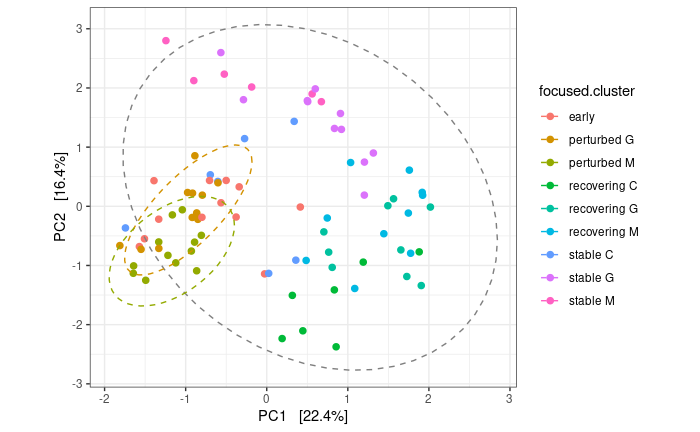 3
2
1
0
-1
-2
-3
PC2 [16.4%]
-2
-1
0
1
2
3
PC1 [22.4%]
focused.cluster
early
perturbed G
perturbed M
recovering C
recovering G
recovering M
stable C
stable G
stable M